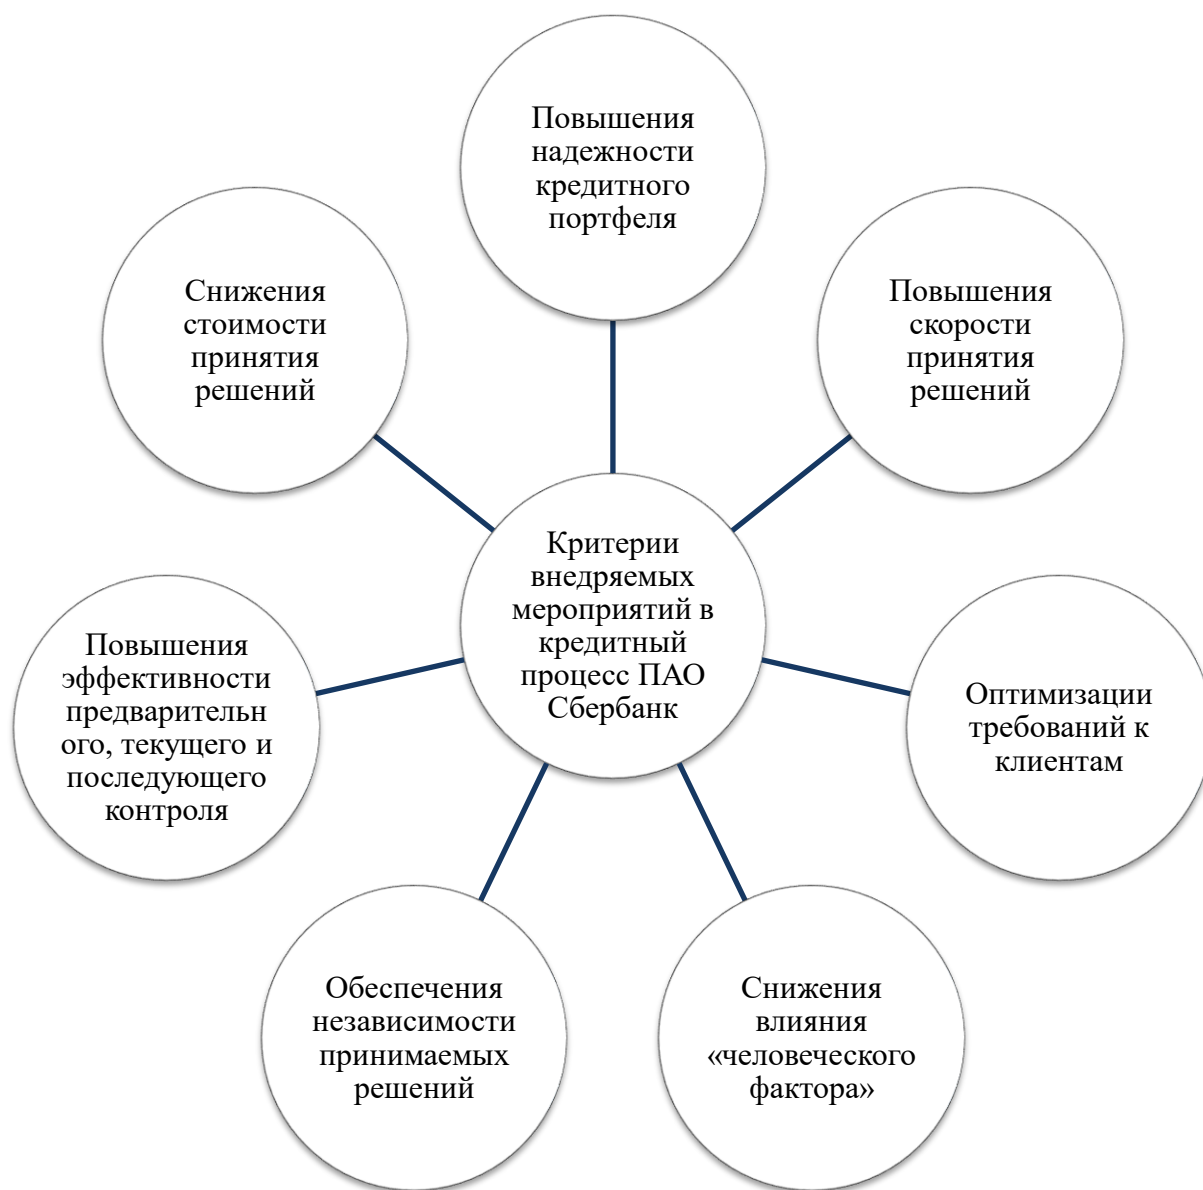 Повышения
надежности
кредитного
портфеля
Снижения
стоимости
принятия
решений
Повышения
скорости
принятия
решений
Критерии
внедряемых
мероприятий в
кредитный
процесс ПАО
Сбербанк
Повышения
эффективности
предварительн
ого, текущего и
последующего
контроля
Оптимизации
требований к
клиентам
Обеспечения
независимости
принимаемых
решений
Снижения
влияния
«человеческого
фактора»